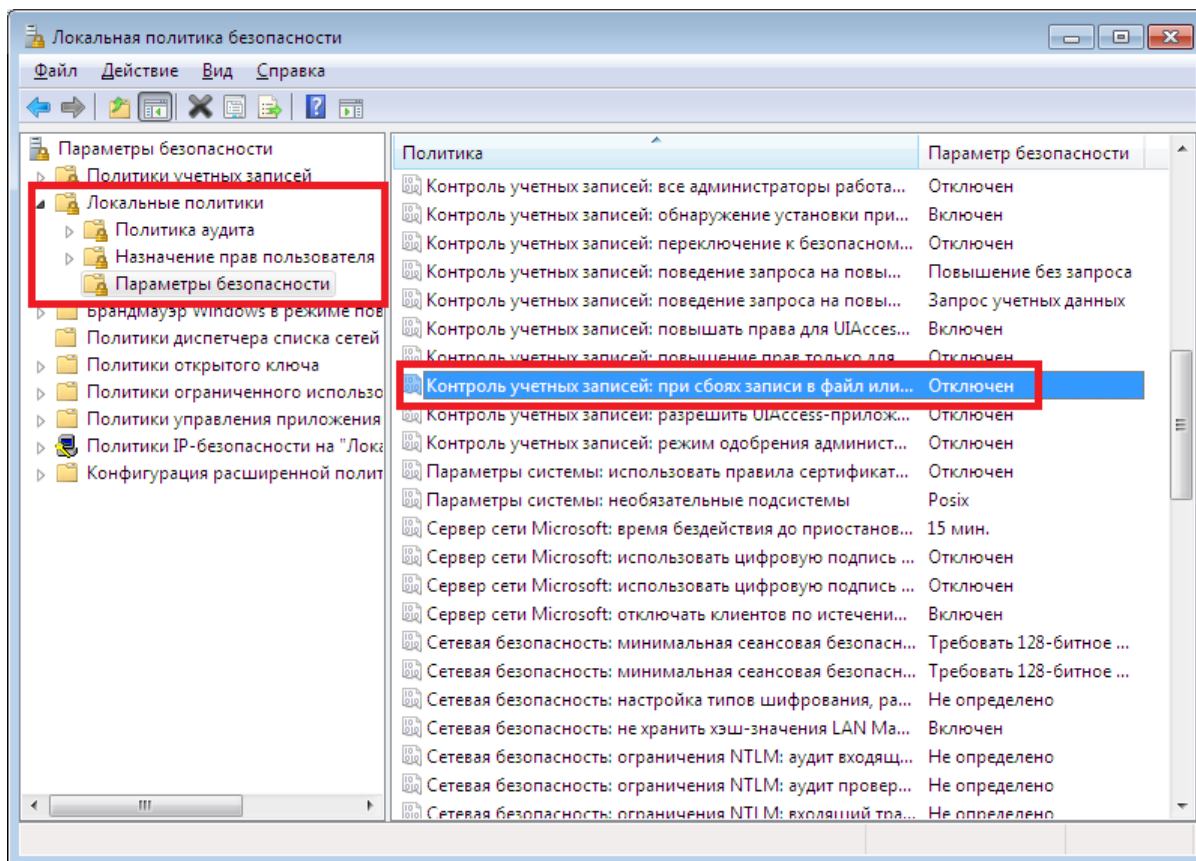 Локальная политика безопасности
Файл Действие Вид Справка
Параметры безопасности
Политики учетных записей
Локальные политики
Политика аудита
Назначение прав пользователя
Параметры безопасности
Брандмауэр Windows в режиме пов
Политики диспетчера списка сетей
Политики открытого ключа
Политики ограниченного использо
Политики управления приложения
Политики IP-безопасности на "Лока
Конфигурация расширенной полит
Политика Параметр безопасности
Контроль учетных записей: все администраторы работа... Отключен
Контроль учетных записей: обнаружение установки при... Включен
Контроль учетных записей: переключение к безопасном... Отключен
Контроль учетных записей: поведение запроса на повы... Повышение без запроса
Контроль учетных записей: поведение запроса на повы... Запрос учетных данных
Контроль учетных записей: повышать права для UIAcces... Включен
Контроль учетных записей: повышение прав только для ... Отключен
Контроль учетных записей: при сбоях записи в файл или... Отключен
Контроль учетных записей: разрешить UIAccess-прилож... Отключен
Контроль учетных записей: режим одобрения админист... Отключен
Параметры системы: использовать правила сертификат... Отключен
Параметры системы: необязательные подсистемы Posix
Сервер сети Microsoft: время бездействия до приостанов... 15 мин.
Сервер сети Microsoft: использовать цифровую подпись ... Отключен
Сервер сети Microsoft: использовать цифровую подпись ... Отключен
Сервер сети Microsoft: отключать клиентов по истечени... Включен
Сетевая безопасность: минимальная сеансовая безопасн... Требовать 128-битное ...
Сетевая безопасность: минимальная сеансовая безопасн... Требовать 128-битное ...
Сетевая безопасность: настройка типов шифрования, ра... Не определено
Сетевая безопасность: не хранить хэш-значения LAN Ma... Включен
Сетевая безопасность: ограничения NTLM: аудит входящ... Не определено
Сетевая безопасность: ограничения NTLM: аудит провер... Не определено
Сетевая безопасность: ограничения NTLM: входящий тра... Не определено